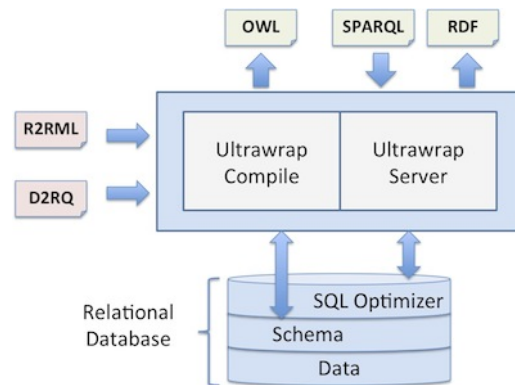 OWL
SPARQL
RDF
R2RML
D2RQ
Ultrawrap
Compile
Ultrawrap
Server
Relational
Database
SQL Optimizer
Schema
Data